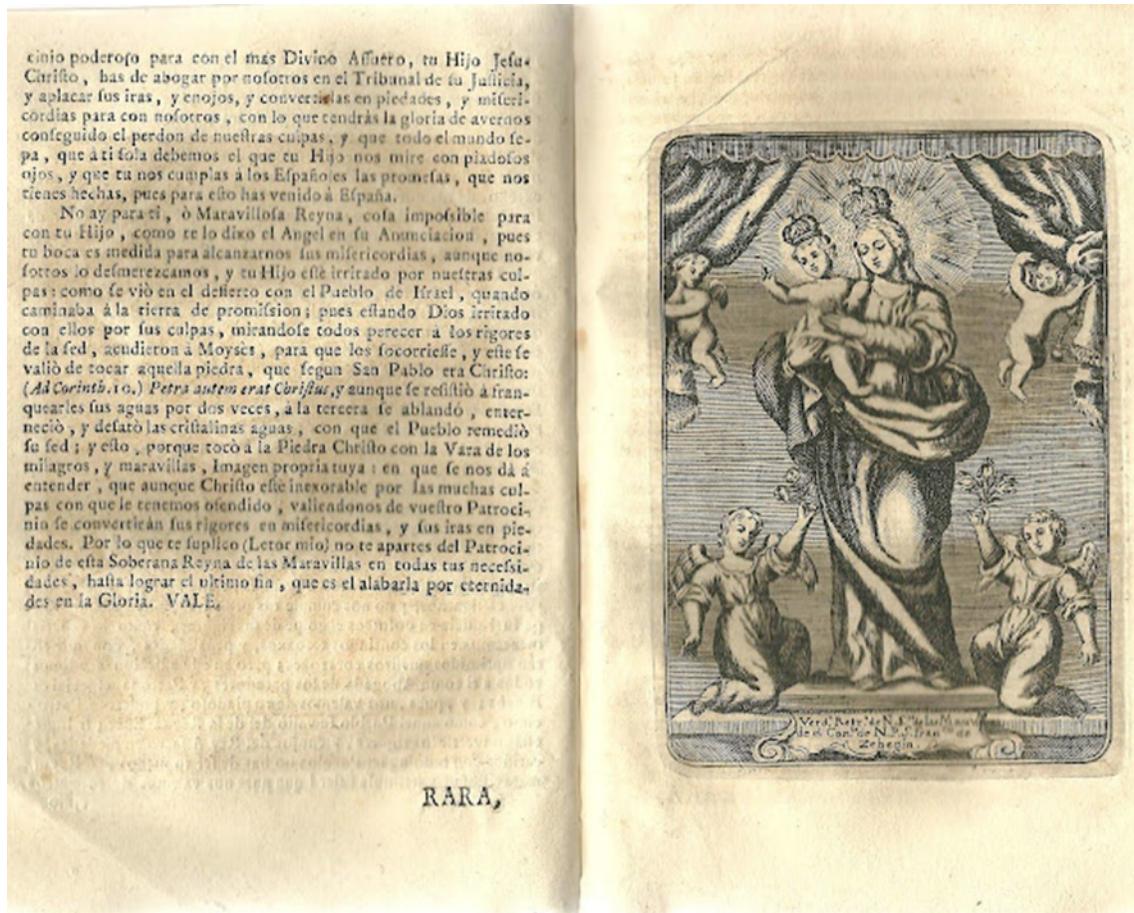 cinio poderoſo para con el mas Divino Aſſuero, tu Hijo Jeſu-
Chriſto, has de abogar por noſotros en el Tribunal de ſu Juſticia,
y aplacar ſus iras, y enojos, y convertirlas en piedades, y miſeri-
cordias para con noſotros, con lo que tendràs la gloria de avernos
conſeguido el perdon de nueſtras culpas, y que todo el mundo ſe-
pa, que à ti ſola debemos el que tu Hijo nos mire con piadoſos
ojos, y que tu nos cumplas à los Eſpañoles las promeſas, que nos
tienes hechas, pues para eſto has venido à Eſpaña.
No ay para ti, ò Maravilloſa Reyna, coſa impoſsible para
con tu Hijo, como te lo dixo el Angel en ſu Anunciacion, pues
tu boca es medida para alcanzarnos ſus miſericordias, aunque no-
ſotros lo deſmerezcamos, y tu Hijo eſtè irritado por nueſtras cul-
pas: como ſe viò en el deſierto con el Pueblo de Iſrael, quando
caminaba à la tierra de promiſsion; pues eſtando Dios irritado
con ellos por ſus culpas, mirandoſe todos perecer à los rigores
de la ſed, acudieron à Moysès, para que los ſocorrieſſe, y eſte ſe
valiò de tocar aquella piedra, que ſegun San Pablo era Chriſto:
(Ad Corinth. 10.) Petra autem erat Chriſtus, y aunque ſe reſiſtiò à fran-
quearles ſus aguas por dos veces, à la tercera ſe ablandò, enter-
neciò, y deſatò las criſtalinas aguas, con que el Pueblo remediò
ſu ſed; y eſto, porque tocò à la Piedra Chriſto con la Vara de los
milagros, y maravillas, Imagen propria tuya: en que ſe nos dà à
entender, que aunque Chriſto eſte inexorable por las muchas cul-
pas con que le tenemos ofendido, valiendonos de vueſtro Patroci-
nio ſe convertiràn ſus rigores en miſericordias, y ſus iras en pie-
dades. Por lo que te ſuplico (Letor mio) no te apartes del Patroci-
nio de eſta Soberana Reyna de las Maravillas en todas tus neceſsi-
dades, haſta lograr el ultimo fin, que es el alabarla por eternida-
des en la Gloria. VALE.
RARA,
Verd.º Retr.º de N. S.ª de las Marav.
de el Con.to de N. P. S. Fran.co de
Zehegin